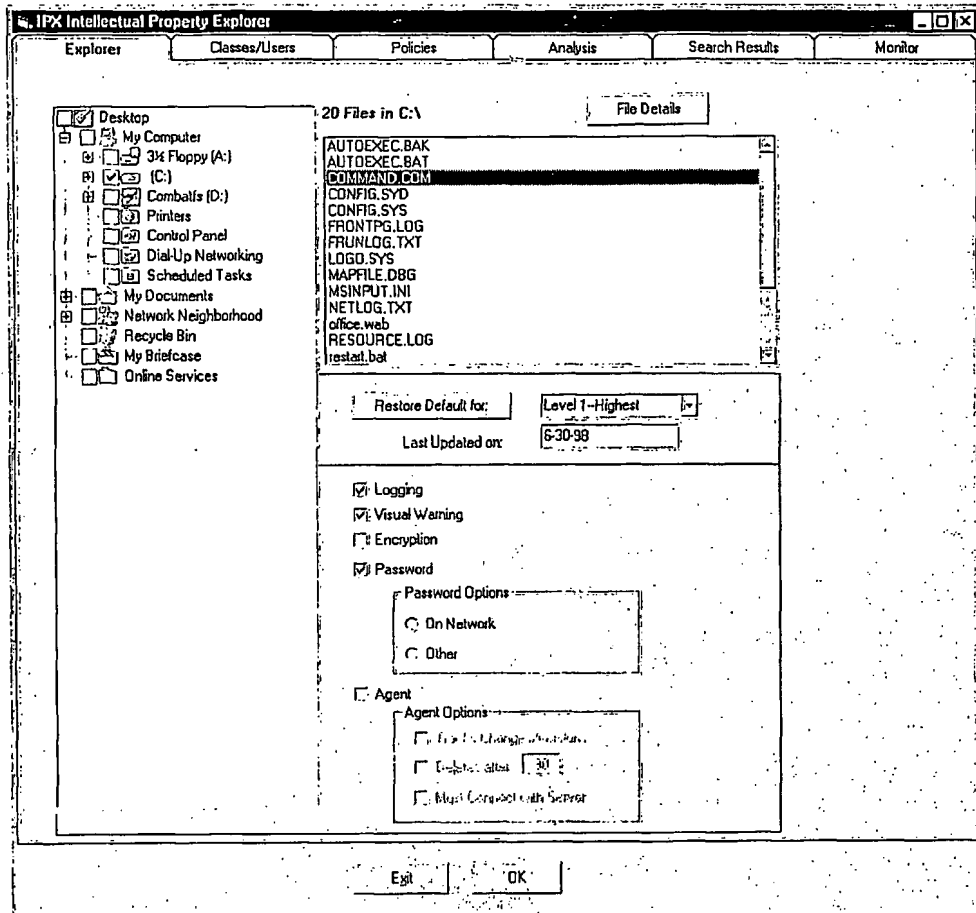 IPX Intellectual Property Explorer
Explorer Classes/Users Policies Analysis Search Results Monitor
Desktop
My Computer
3½ Floppy (A:)
(C:)
Combatfs (D:)
Printers
Control Panel
Dial-Up Networking
Scheduled Tasks
My Documents
Network Neighborhood
Recycle Bin
My Briefcase
Online Services
20 Files in C:\
File Details
AUTOEXEC.BAK
AUTOEXEC.BAT
COMMAND.COM
CONFIG.SYD
CONFIG.SYS
FRONTPG.LOG
FRUNLOG.TXT
LOGO.SYS
MAPFILE.DBG
MSINPUT.INI
NETLOG.TXT
office.wab
RESOURCE.LOG
restart.bat
Restore Default for: Level 1--Highest
Last Updated on: 6-30-98
Logging
Visual Warning
Encryption
Password
Password Options
On Network
Other
Agent
Agent Options
Change
after 30
Must Connect with Server
Exit OK